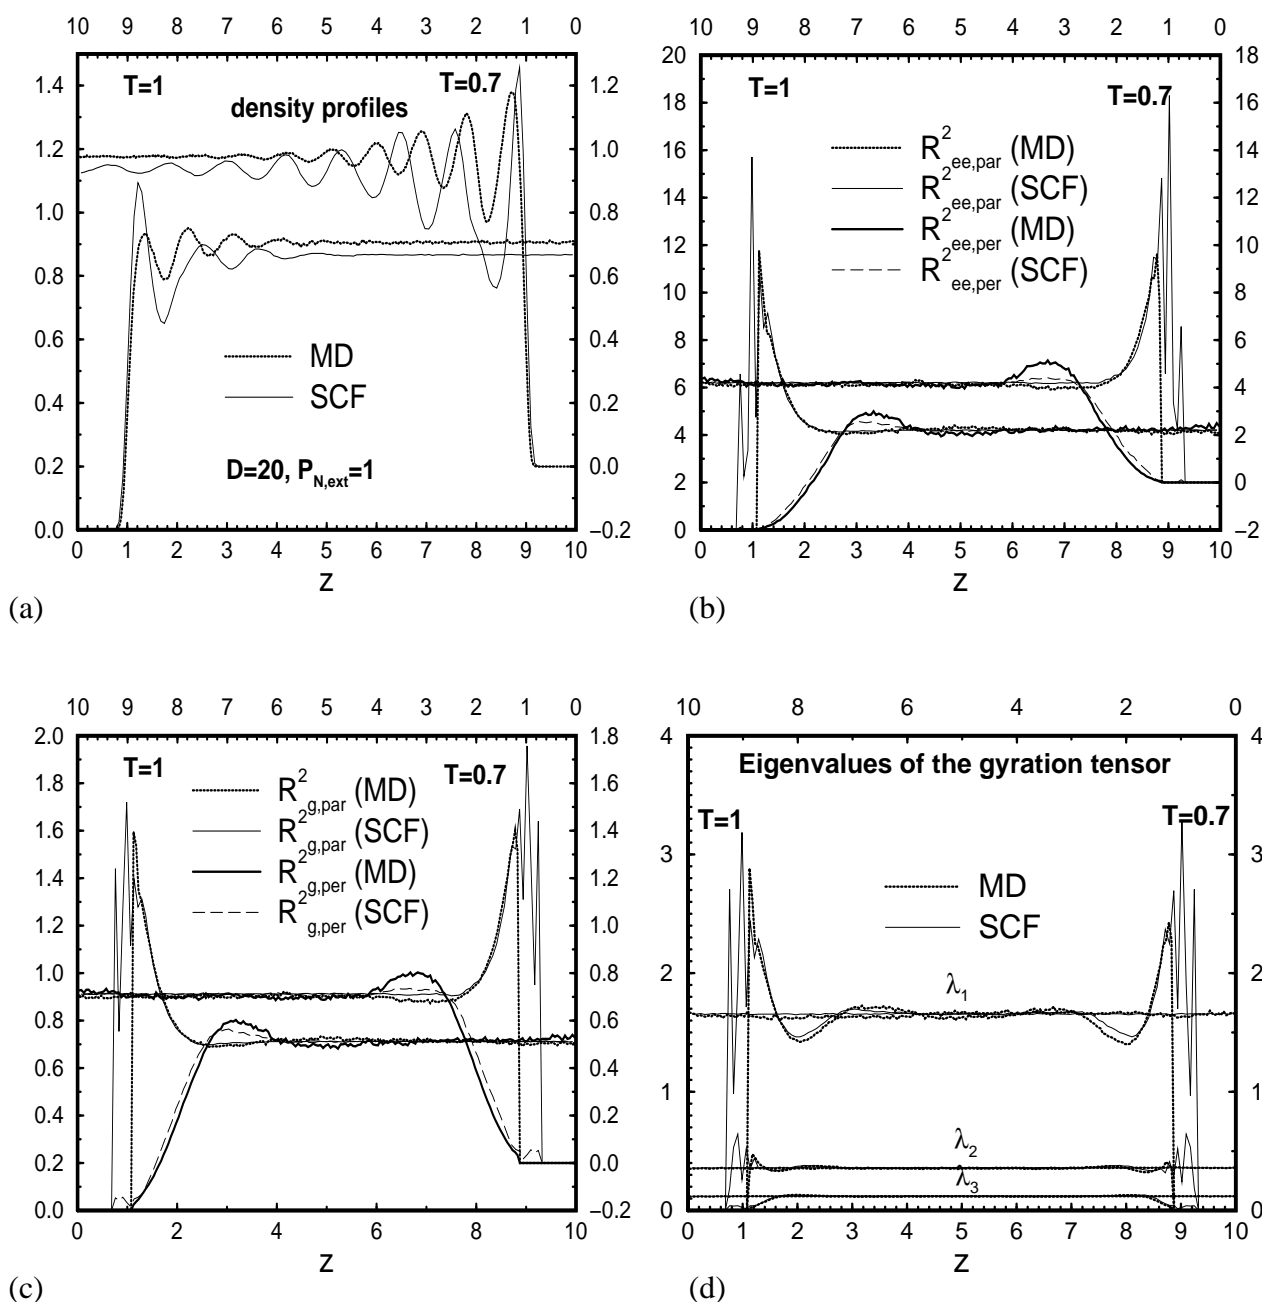 10 9 8 7 6 5 4 3 2 1 0
1.4
1.2
1.0
0.8
0.6
0.4
0.2
0.0
T=1
T=0.7
density profiles
MD
SCF
D=20, P_N,ext=1
1.2
1.0
0.8
0.6
0.4
0.2
0.0
−0.2
0 1 2 3 4 5 6 7 8 9 10
z
(a)
10 9 8 7 6 5 4 3 2 1 0
20
18
16
14
12
10
8
6
4
2
0
T=1
T=0.7
R²ee,par (MD)
R²ee,par (SCF)
R²ee,per (MD)
R²ee,per (SCF)
18
16
14
12
10
8
6
4
2
0
−2
0 1 2 3 4 5 6 7 8 9 10
z
(b)
10 9 8 7 6 5 4 3 2 1 0
2.0
1.8
1.6
1.4
1.2
1.0
0.8
0.6
0.4
0.2
0.0
T=1
T=0.7
R²g,par (MD)
R²g,par (SCF)
R²g,per (MD)
R²g,per (SCF)
1.8
1.6
1.4
1.2
1.0
0.8
0.6
0.4
0.2
0.0
−0.2
0 2 4 6 8 10
z
(c)
10 8 6 4 2 0
4
3
2
1
0
Eigenvalues of the gyration tensor
T=1
T=0.7
MD
SCF
λ1
λ2
λ3
4
3
2
1
0
0 1 2 3 4 5 6 7 8 9 10
z
(d)